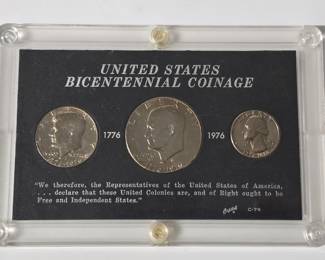 UNITED STATES
BICENTENNIAL COINAGE
1776
1976
"We therefore, the Representatives of the United States of America,
. . . declare that these United Colonies are, and of Right ought to be
Free and Independent States."
C-76